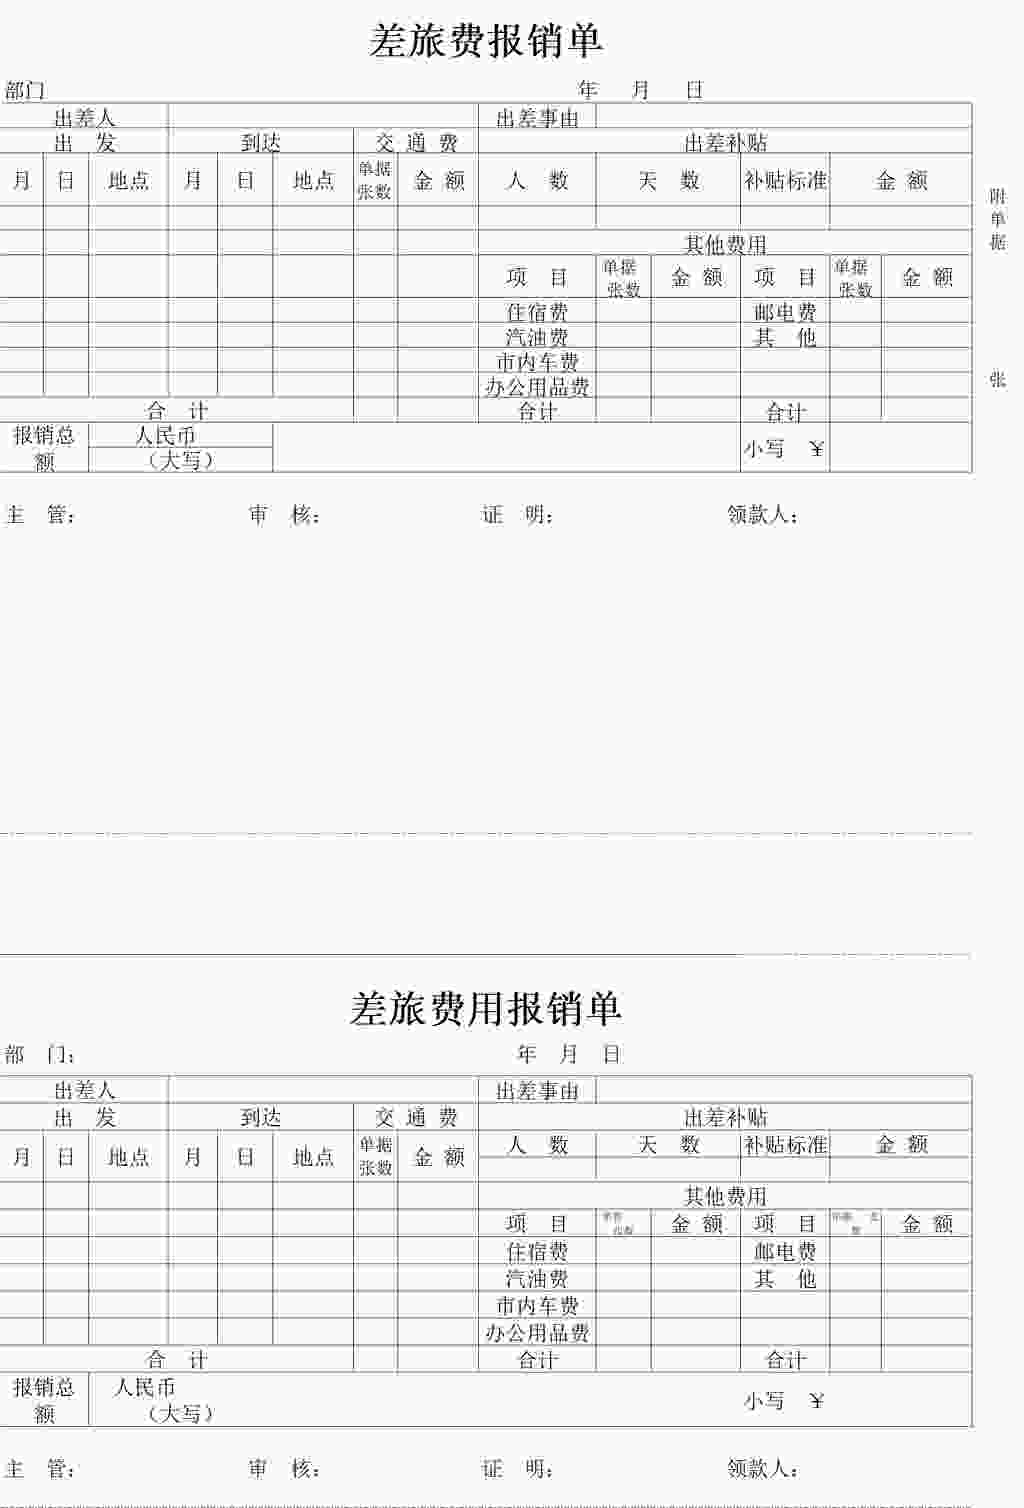 差旅费报销单
部门 年 月 日
出差人 出差事由
出 发 到达 交 通 费 出差补贴
月 日 地点 月 日 地点 单据张数 金 额 人 数 天 数 补贴标准 金 额
附单据
其他费用
项 目 单据张数 金 额 项 目 单据张数 金 额
住宿费 邮电费
汽油费 其 他
市内车费
张
办公用品费
合 计 合计 合计
报销总额 人民币(大写) 小写 ¥
主 管: 审 核: 证 明: 领款人:
差旅费用报销单
部 门: 年 月 日
出差人 出差事由
出 发 到达 交 通 费 出差补贴
月 日 地点 月 日 地点 单据张数 金 额 人 数 天 数 补贴标准 金 额
其他费用
项 目 金 额 项 目 金 额
住宿费 邮电费
汽油费 其 他
市内车费
办公用品费
合 计 合计 合计
报销总额 人民币(大写) 小写 ¥
主 管: 审 核: 证 明: 领款人: